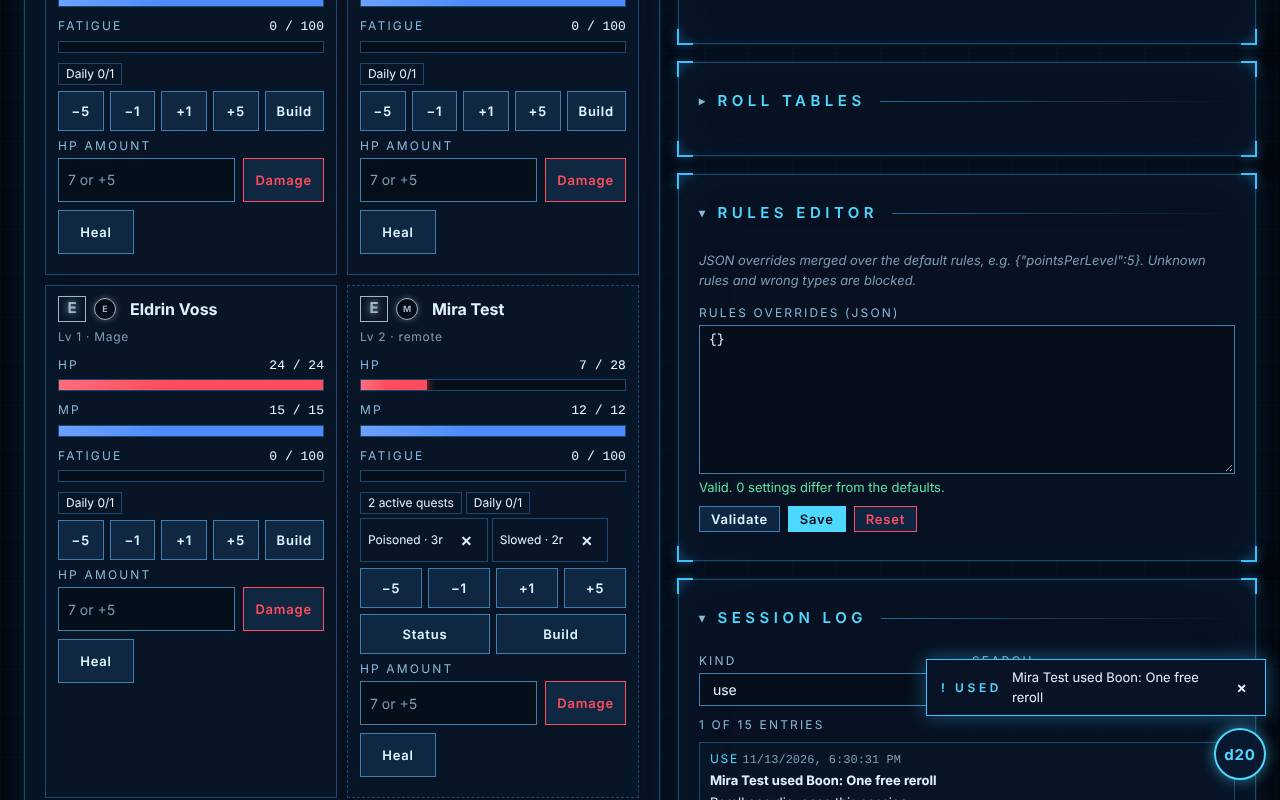 FATIGUE 0 / 100
Daily 0/1
−5 −1 +1 +5 Build
HP AMOUNT
7 or +5 Damage
Heal
FATIGUE 0 / 100
Daily 0/1
−5 −1 +1 +5 Build
HP AMOUNT
7 or +5 Damage
Heal
E E Eldrin Voss
Lv 1 · Mage
HP 24 / 24
MP 15 / 15
FATIGUE 0 / 100
Daily 0/1
−5 −1 +1 +5 Build
HP AMOUNT
7 or +5 Damage
Heal
E M Mira Test
Lv 2 · remote
HP 7 / 28
MP 12 / 12
FATIGUE 0 / 100
2 active quests Daily 0/1
Poisoned · 3r × Slowed · 2r ×
−5 −1 +1 +5
Status Build
HP AMOUNT
7 or +5 Damage
Heal
▸ ROLL TABLES
▾ RULES EDITOR
JSON overrides merged over the default rules, e.g. {"pointsPerLevel":5}. Unknown
rules and wrong types are blocked.
RULES OVERRIDES (JSON)
{}
Valid. 0 settings differ from the defaults.
Validate Save Reset
▾ SESSION LOG
KIND SEARCH
use
! USED Mira Test used Boon: One free
reroll ×
1 OF 15 ENTRIES
d20
USE 11/13/2026, 6:30:31 PM
Mira Test used Boon: One free reroll